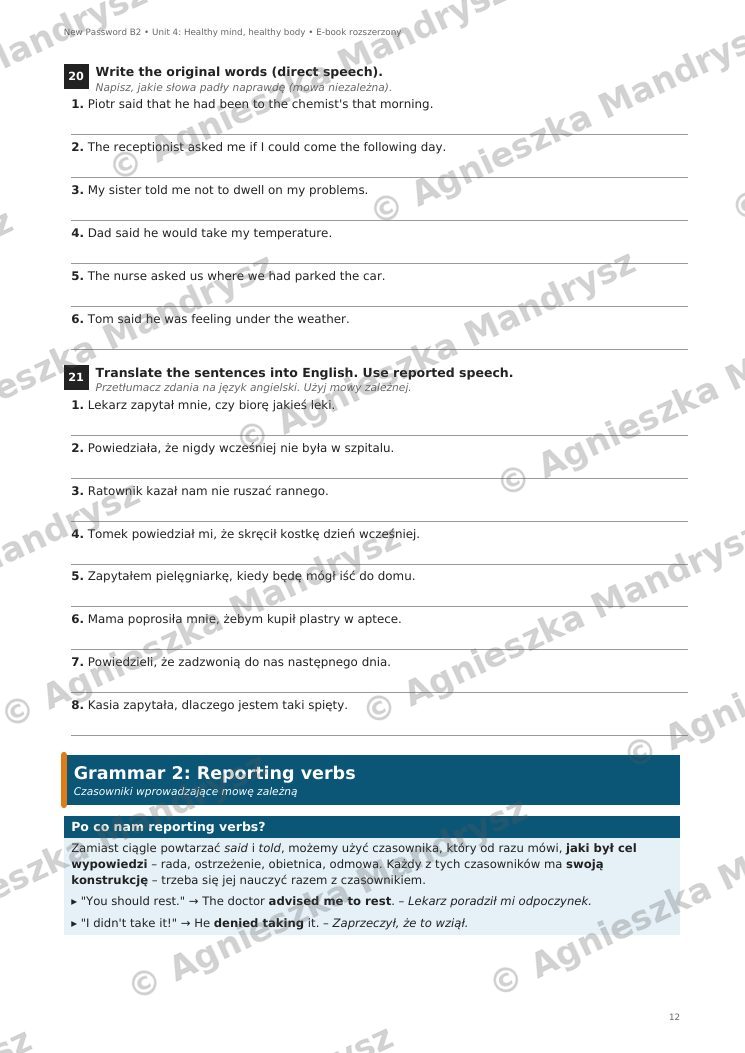 New Password B2 • Unit 4: Healthy mind, healthy body • E-book rozszerzony
20 Write the original words (direct speech).
Napisz, jakie słowa padły naprawdę (mowa niezależna).
1. Piotr said that he had been to the chemist's that morning.
2. The receptionist asked me if I could come the following day.
3. My sister told me not to dwell on my problems.
4. Dad said he would take my temperature.
5. The nurse asked us where we had parked the car.
6. Tom said he was feeling under the weather.
21 Translate the sentences into English. Use reported speech.
Przetłumacz zdania na język angielski. Użyj mowy zależnej.
1. Lekarz zapytał mnie, czy biorę jakieś leki.
2. Powiedziała, że nigdy wcześniej nie była w szpitalu.
3. Ratownik kazał nam nie ruszać rannego.
4. Tomek powiedział mi, że skręcił kostkę dzień wcześniej.
5. Zapytałem pielęgniarkę, kiedy będę mógł iść do domu.
6. Mama poprosiła mnie, żebym kupił plastry w aptece.
7. Powiedzieli, że zadzwonią do nas następnego dnia.
8. Kasia zapytała, dlaczego jestem taki spięty.
Grammar 2: Reporting verbs
Czasowniki wprowadzające mowę zależną
Po co nam reporting verbs?
Zamiast ciągle powtarzać said i told, możemy użyć czasownika, który od razu mówi, jaki był cel
wypowiedzi – rada, ostrzeżenie, obietnica, odmowa. Każdy z tych czasowników ma swoją
konstrukcję – trzeba się jej nauczyć razem z czasownikiem.
▸ "You should rest." → The doctor advised me to rest. – Lekarz poradził mi odpoczynek.
▸ "I didn't take it!" → He denied taking it. – Zaprzeczył, że to wziął.
12
© Agnieszka Mandrysz